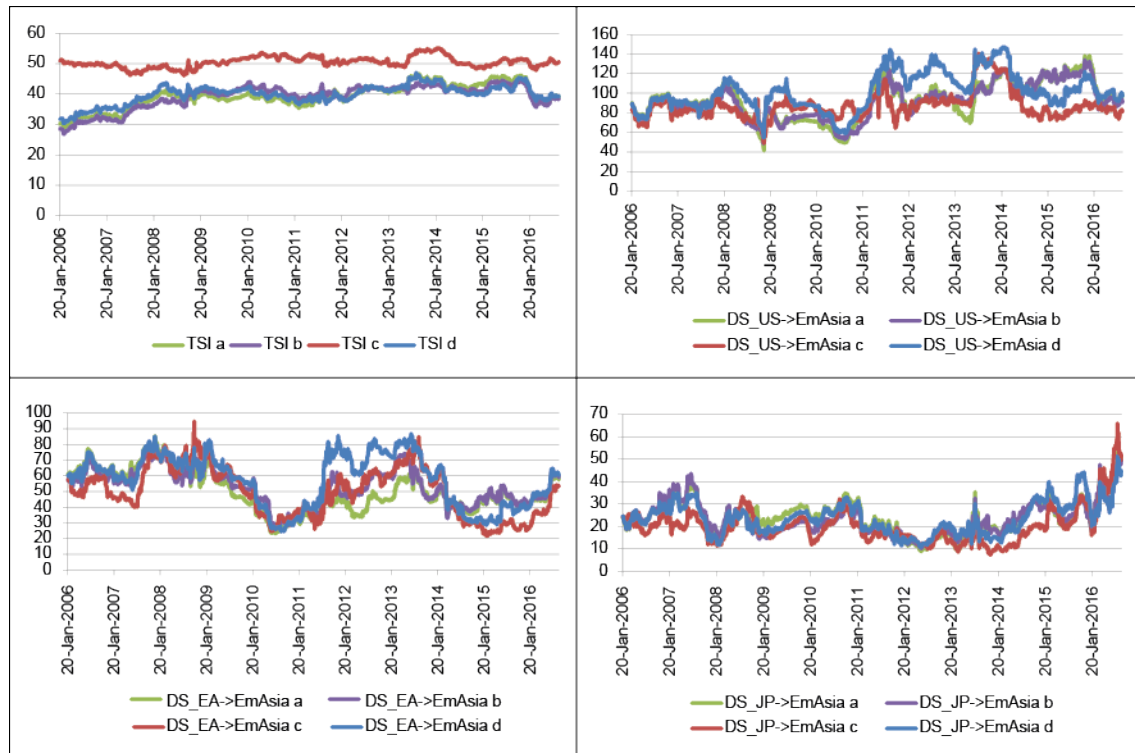 60
50
40
30
20
10
0
20-Jan-2006
20-Jan-2007
20-Jan-2008
20-Jan-2009
20-Jan-2010
20-Jan-2011
20-Jan-2012
20-Jan-2013
20-Jan-2014
20-Jan-2015
20-Jan-2016
TSI a TSI b TSI c TSI d
160
140
120
100
80
60
40
20
0
20-Jan-2006
20-Jan-2007
20-Jan-2008
20-Jan-2009
20-Jan-2010
20-Jan-2011
20-Jan-2012
20-Jan-2013
20-Jan-2014
20-Jan-2015
20-Jan-2016
DS_US->EmAsia a DS_US->EmAsia b
DS_US->EmAsia c DS_US->EmAsia d
100
90
80
70
60
50
40
30
20
10
0
20-Jan-2006
20-Jan-2007
20-Jan-2008
20-Jan-2009
20-Jan-2010
20-Jan-2011
20-Jan-2012
20-Jan-2013
20-Jan-2014
20-Jan-2015
20-Jan-2016
DS_EA->EmAsia a DS_EA->EmAsia b
DS_EA->EmAsia c DS_EA->EmAsia d
70
60
50
40
30
20
10
0
20-Jan-2006
20-Jan-2007
20-Jan-2008
20-Jan-2009
20-Jan-2010
20-Jan-2011
20-Jan-2012
20-Jan-2013
20-Jan-2014
20-Jan-2015
20-Jan-2016
DS_JP->EmAsia a DS_JP->EmAsia b
DS_JP->EmAsia c DS_JP->EmAsia d